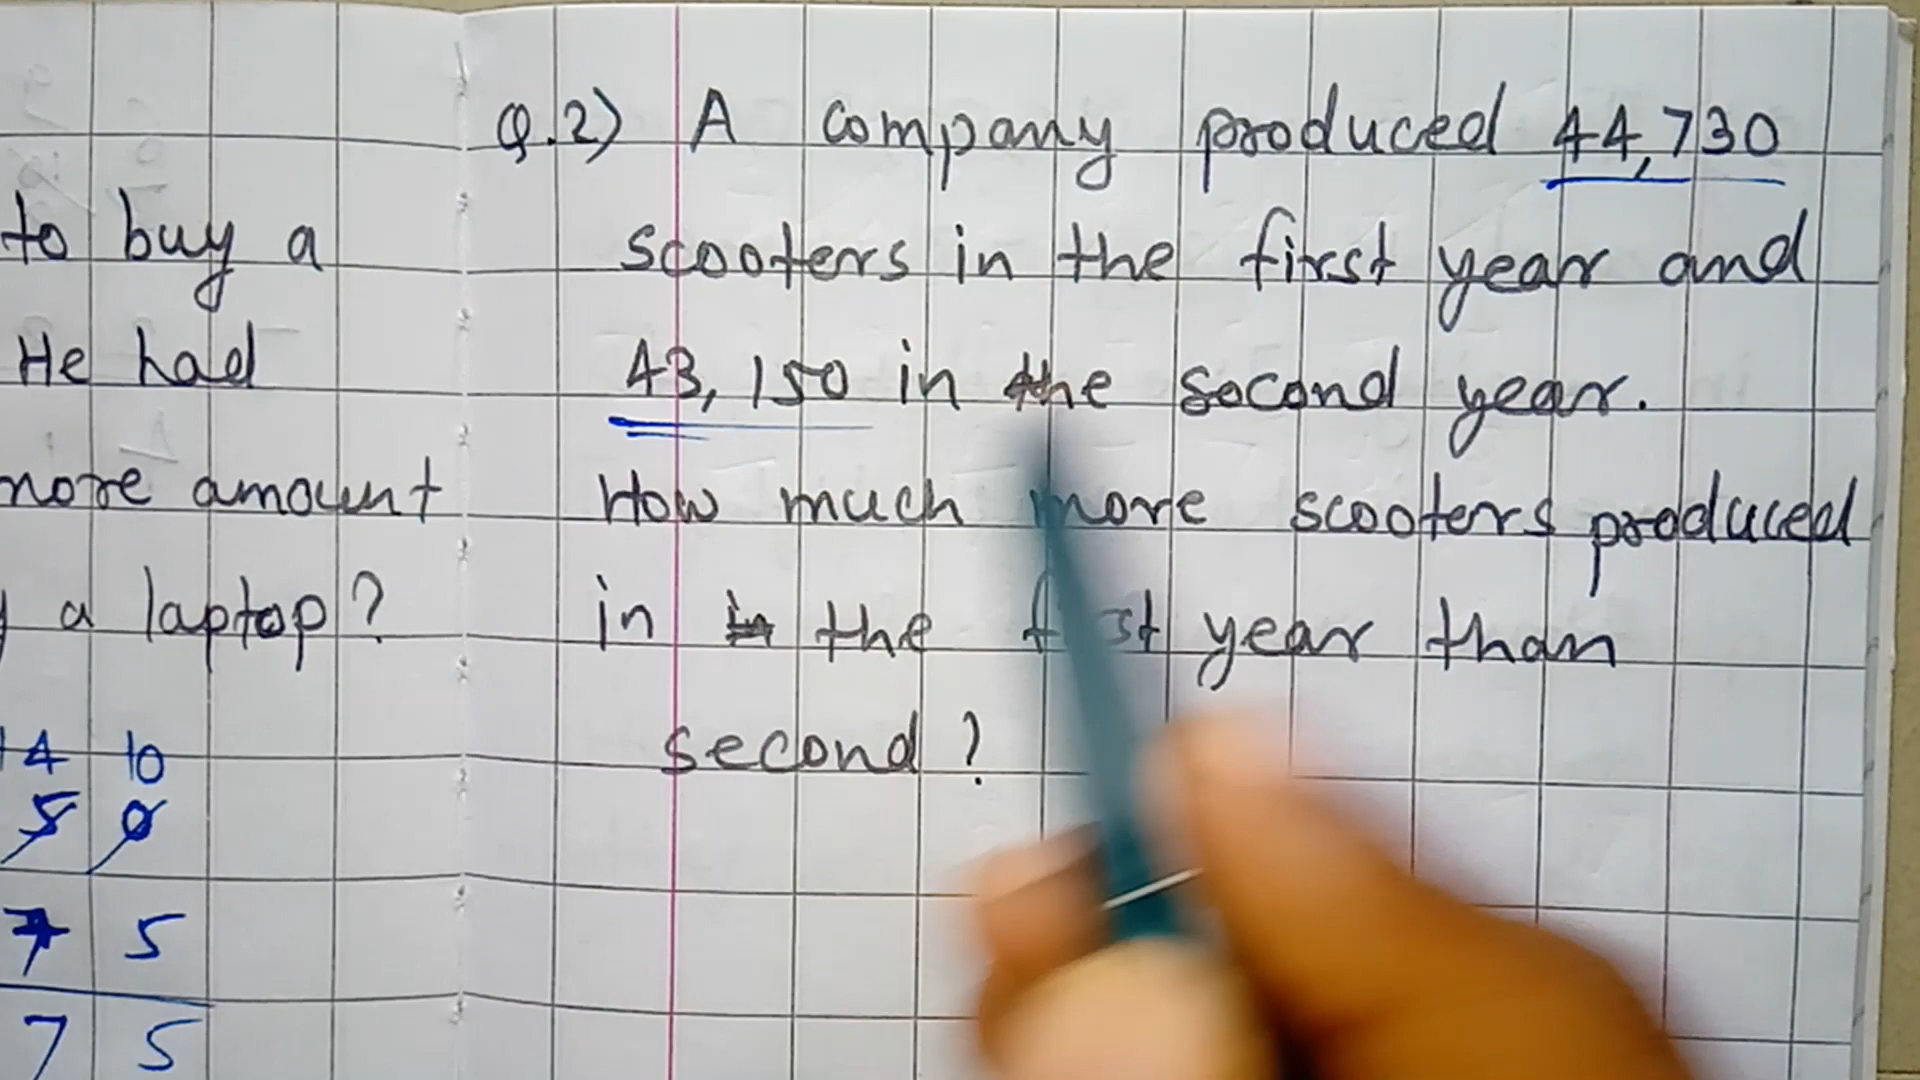 to buy a
He had
more amount
a laptop?
4 10
5 0
7 5
7 5
Q.2) A company produced 44,730
scooters in the first year and
43,150 in the second year.
How much more scooters produced
in in the first year than
second?